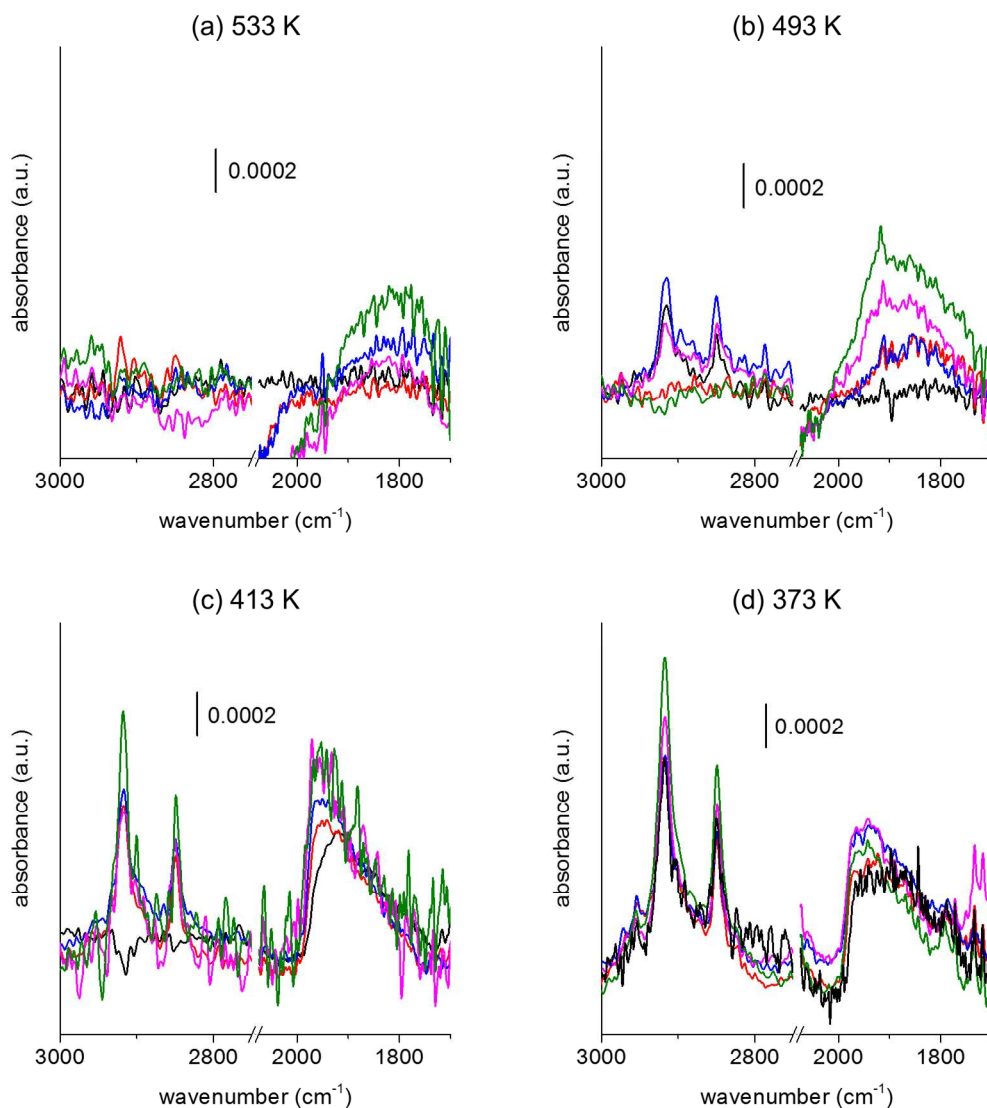 (a) 533 K
absorbance (a.u.)
0.0002
3000 2800 2000 1800
wavenumber (cm⁻¹)
(b) 493 K
absorbance (a.u.)
0.0002
3000 2800 2000 1800
wavenumber (cm⁻¹)
(c) 413 K
absorbance (a.u.)
0.0002
3000 2800 2000 1800
wavenumber (cm⁻¹)
(d) 373 K
absorbance (a.u.)
0.0002
3000 2800 2000 1800
wavenumber (cm⁻¹)